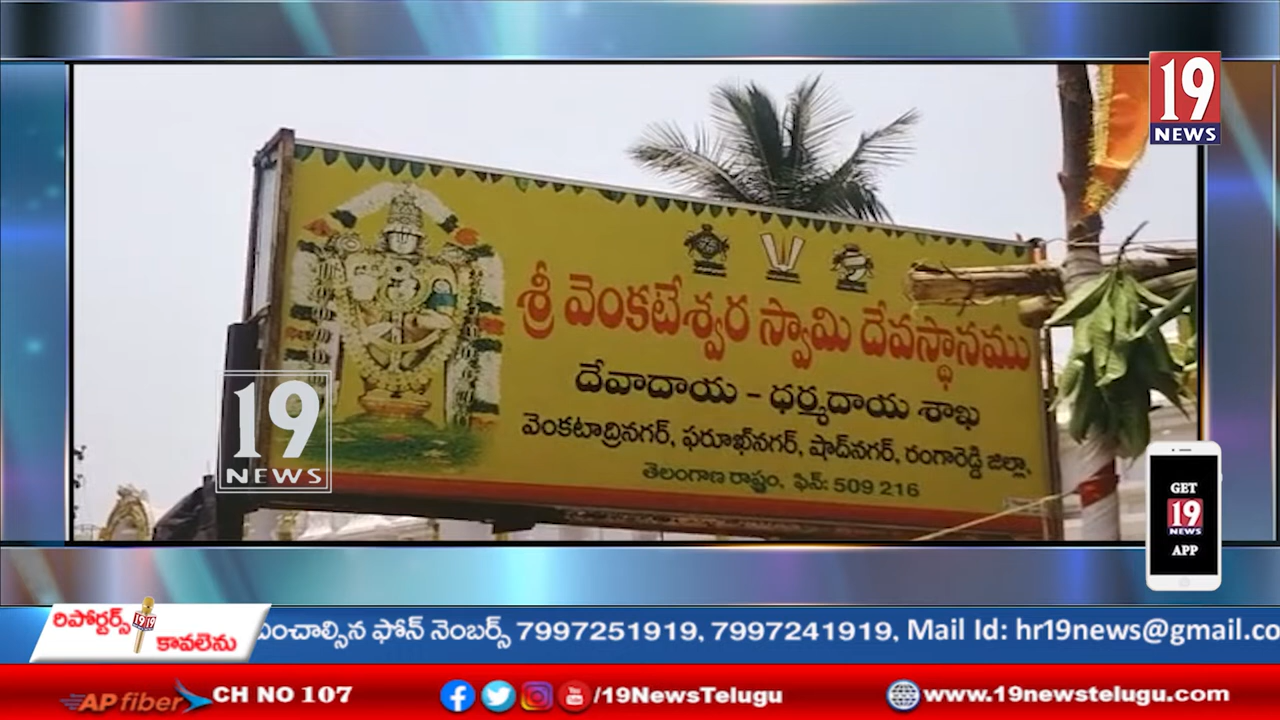 19
NEWS
శ్రీ వెంకటేశ్వర స్వామి దేవస్థానము
దేవాదాయ - ధర్మదాయ శాఖ
వెంకటాద్రినగర్, ఫరూఖ్‌నగర్, షాద్‌నగర్, రంగారెడ్డి జిల్లా,
తెలంగాణ రాష్ట్రం, ఫిన్: 509 216
19
NEWS
GET
19
NEWS
APP
రిపోర్టర్స్ 1919
కావలెను
పించాల్సిన ఫోన్ నెంబర్స్ 7997251919, 7997241919, Mail Id: hr19news@gmail.co
AP fiber CH NO 107 /19NewsTelugu www.19newstelugu.com